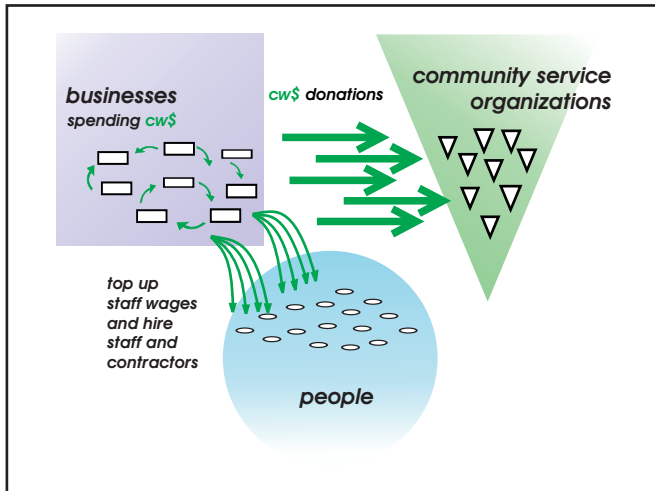 businesses
spending cw$
cw$ donations
community service
organizations
top up
staff wages
and hire
staff and
contractors
people